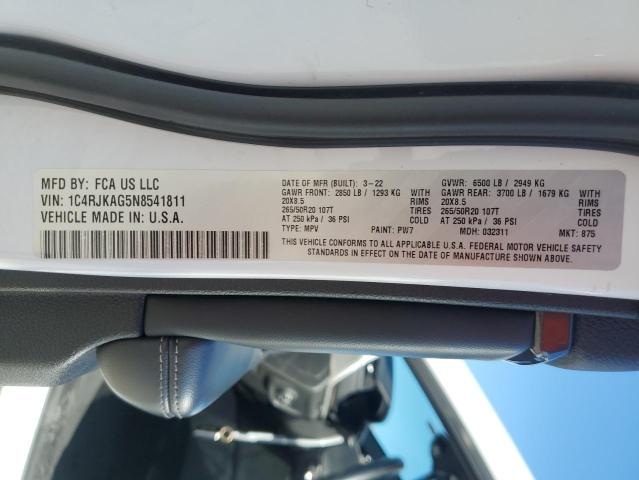 MFD BY: FCA US LLC
VIN: 1C4RJKAG5N8541811
VEHICLE MADE IN U.S.A.
DATE OF MFR (BUILT): 3-22 GVWR: 6500 LB / 2949 KG
GAWR FRONT: 2850 LB / 1293 KG WITH GAWR REAR: 3700 LB / 1679 KG WITH
20X8.5 RIMS 20X8.5 RIMS
265/50R20 107T TIRES 265/50R20 107T TIRES
AT 250 kPa / 36 PSI COLD AT 250 kPa / 36 PSI COLD
TYPE: MPV PAINT: PW7 MDH: 032311 MKT: 875
THIS VEHICLE CONFORMS TO ALL APPLICABLE U.S.A. FEDERAL MOTOR VEHICLE SAFETY
STANDARDS IN EFFECT ON THE DATE OF MANUFACTURE SHOWN ABOVE.